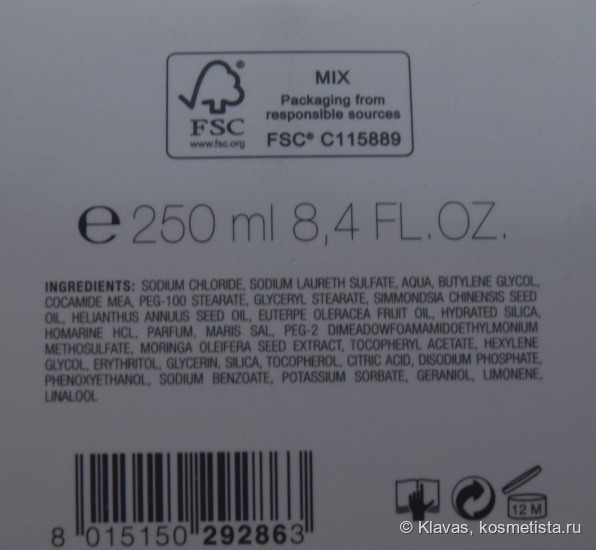 MIX
Packaging from
responsible sources
FSC® C115889
®
FSC
www.fsc.org
e 250 ml 8,4 FL.OZ.
INGREDIENTS: SODIUM CHLORIDE, SODIUM LAURETH SULFATE, AQUA, BUTYLENE GLYCOL,
COCAMIDE MEA, PEG-100 STEARATE, GLYCERYL STEARATE, SIMMONDSIA CHINENSIS SEED
OIL, HELIANTHUS ANNUUS SEED OIL, EUTERPE OLERACEA FRUIT OIL, HYDRATED SILICA,
HOMARINE HCL, PARFUM, MARIS SAL, PEG-2 DIMEADOWFOAMAMIDOETHYLMONIUM
METHOSULFATE, MORINGA OLEIFERA SEED EXTRACT, TOCOPHERYL ACETATE, HEXYLENE
GLYCOL, ERYTHRITOL, GLYCERIN, SILICA, TOCOPHEROL, CITRIC ACID, DISODIUM PHOSPHATE,
PHENOXYETHANOL, SODIUM BENZOATE, POTASSIUM SORBATE, GERANIOL, LIMONENE,
LINALOOL
8 015150 292863
12 M
© Klavas, kosmetista.ru